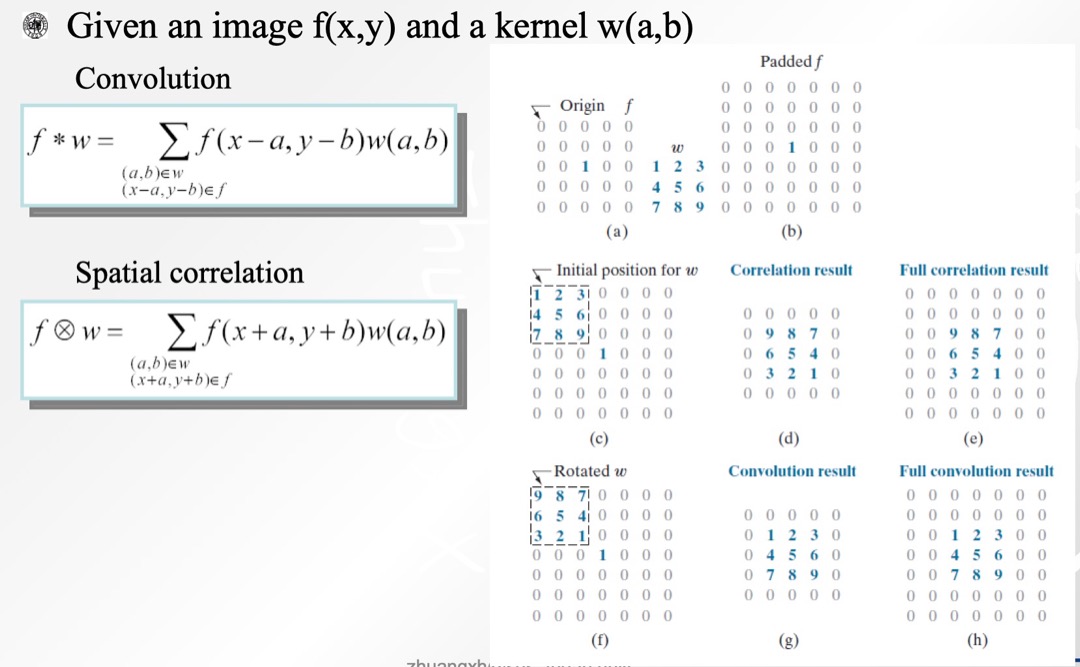 Given an image f(x,y) and a kernel w(a,b)
Convolution
f * w = ∑ f(x−a, y−b)w(a,b)
(a,b)∈w
(x−a,y−b)∈f
Spatial correlation
f ⊗ w = ∑ f(x+a, y+b)w(a,b)
(a,b)∈w
(x+a,y+b)∈f
Origin f
0 0 0 0 0
0 0 0 0 0
0 0 1 0 0
0 0 0 0 0
0 0 0 0 0
w
1 2 3
4 5 6
7 8 9
(a)
Padded f
0 0 0 0 0 0 0
0 0 0 0 0 0 0
0 0 0 0 0 0 0
0 0 0 1 0 0 0
0 0 0 0 0 0 0
0 0 0 0 0 0 0
0 0 0 0 0 0 0
(b)
Initial position for w
1 2 3 0 0 0 0
4 5 6 0 0 0 0
7 8 9 0 0 0 0
0 0 0 1 0 0 0
0 0 0 0 0 0 0
0 0 0 0 0 0 0
0 0 0 0 0 0 0
(c)
Correlation result
0 0 0 0 0
0 9 8 7 0
0 6 5 4 0
0 3 2 1 0
0 0 0 0 0
(d)
Full correlation result
0 0 0 0 0 0 0
0 0 0 0 0 0 0
0 0 9 8 7 0 0
0 0 6 5 4 0 0
0 0 3 2 1 0 0
0 0 0 0 0 0 0
0 0 0 0 0 0 0
(e)
Rotated w
9 8 7 0 0 0 0
6 5 4 0 0 0 0
3 2 1 0 0 0 0
0 0 0 1 0 0 0
0 0 0 0 0 0 0
0 0 0 0 0 0 0
0 0 0 0 0 0 0
(f)
Convolution result
0 0 0 0 0
0 1 2 3 0
0 4 5 6 0
0 7 8 9 0
0 0 0 0 0
(g)
Full convolution result
0 0 0 0 0 0 0
0 0 0 0 0 0 0
0 0 1 2 3 0 0
0 0 4 5 6 0 0
0 0 7 8 9 0 0
0 0 0 0 0 0 0
0 0 0 0 0 0 0
(h)